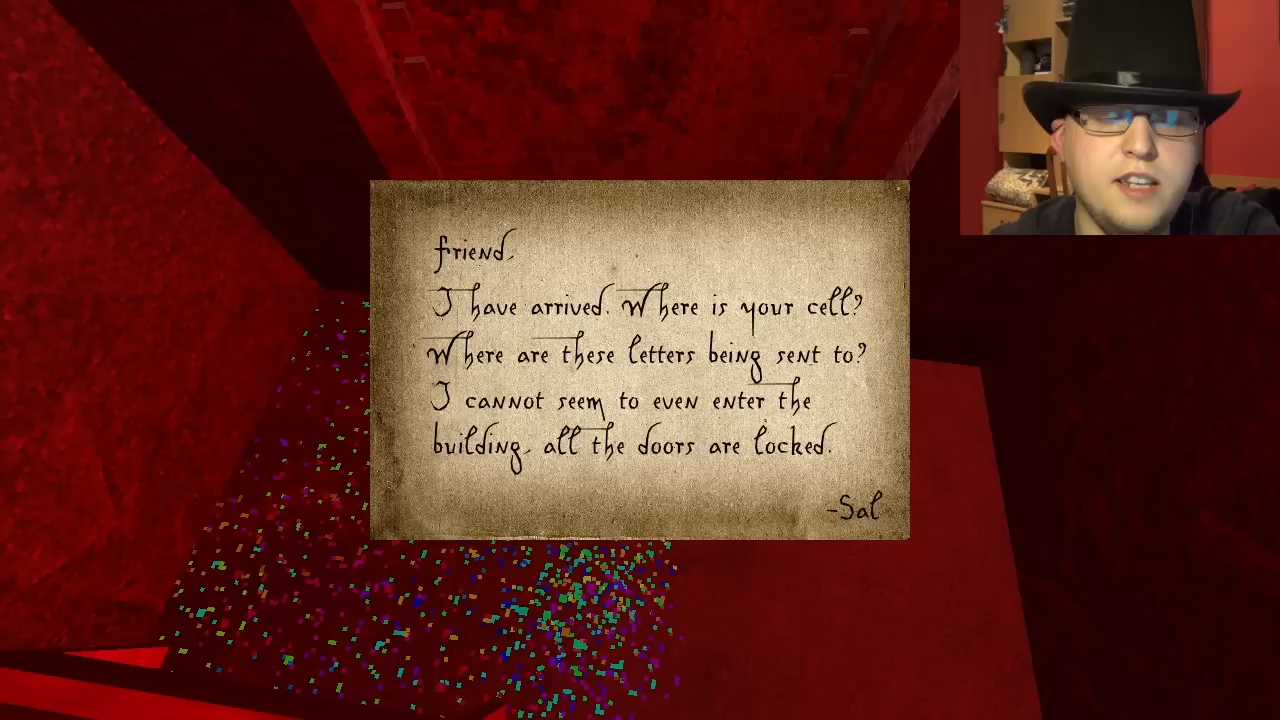 friend,
I have arrived. Where is your cell?
Where are these letters being sent to?
I cannot seem to even enter the
building, all the doors are locked.
-Sal